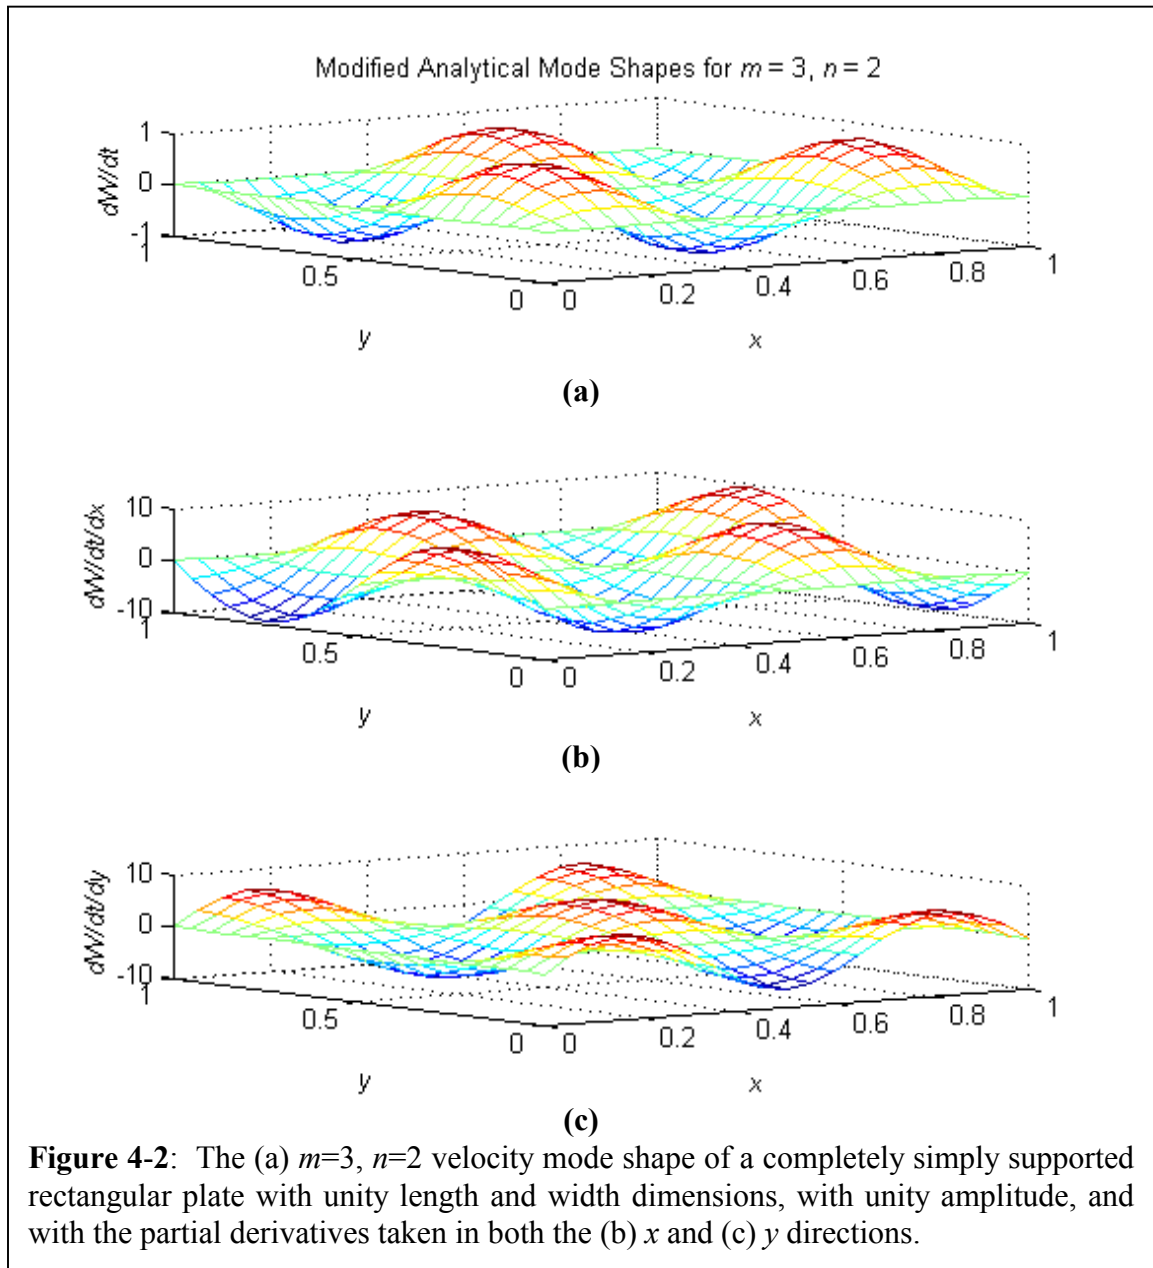 Modified Analytical Mode Shapes for m = 3, n = 2
dW/dt
1
0
-1
1
0.5
0
0
0.2
0.4
0.6
0.8
1
y
x
(a)
dW/dt/dx
10
0
-10
1
0.5
0
0
0.2
0.4
0.6
0.8
1
y
x
(b)
dW/dt/dy
10
0
-10
1
0.5
0
0
0.2
0.4
0.6
0.8
1
y
x
(c)
Figure 4-2: The (a) m=3, n=2 velocity mode shape of a completely simply supported
rectangular plate with unity length and width dimensions, with unity amplitude, and
with the partial derivatives taken in both the (b) x and (c) y directions.